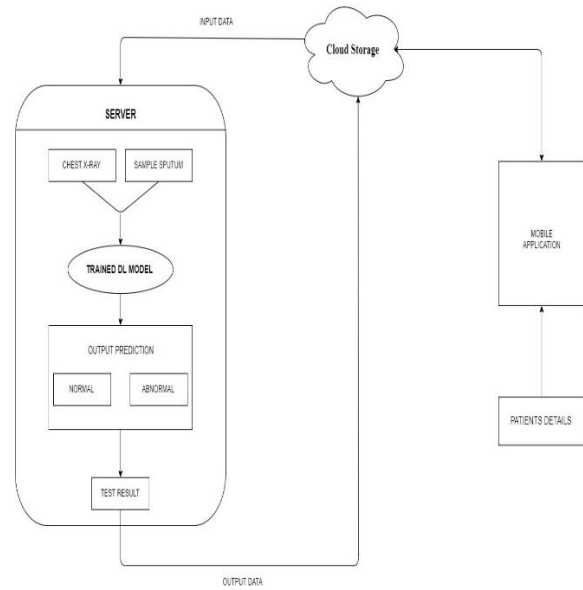 INPUT DATA
Cloud Storage
SERVER
CHEST X-RAY
SAMPLE SPUTUM
TRAINED DL MODEL
OUTPUT PREDICTION
NORMAL
ABNORMAL
TEST RESULT
OUTPUT DATA
MOBILE
APPLICATION
PATIENTS DETAILS